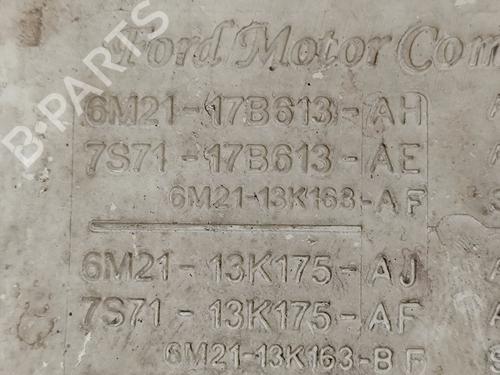 Ford Motor Com
6M21-17B613-AH
7S71-17B613-AE
6M21-13K163-AF
6M21-13K175-AJ
7S71-13K175-AF
6M21-13K163-BF
B-PARTS